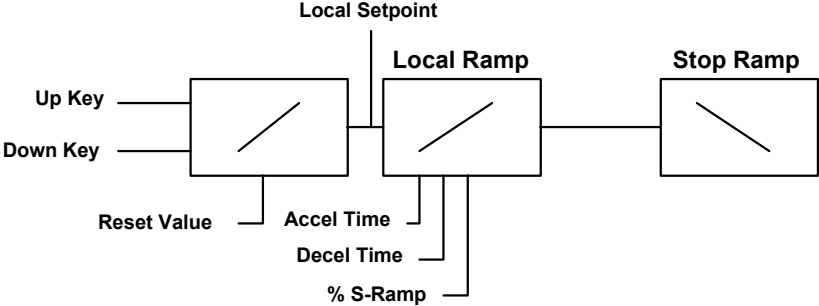 Local Setpoint
Local Ramp
Stop Ramp
Up Key
Down Key
Reset Value
Accel Time
Decel Time
% S-Ramp